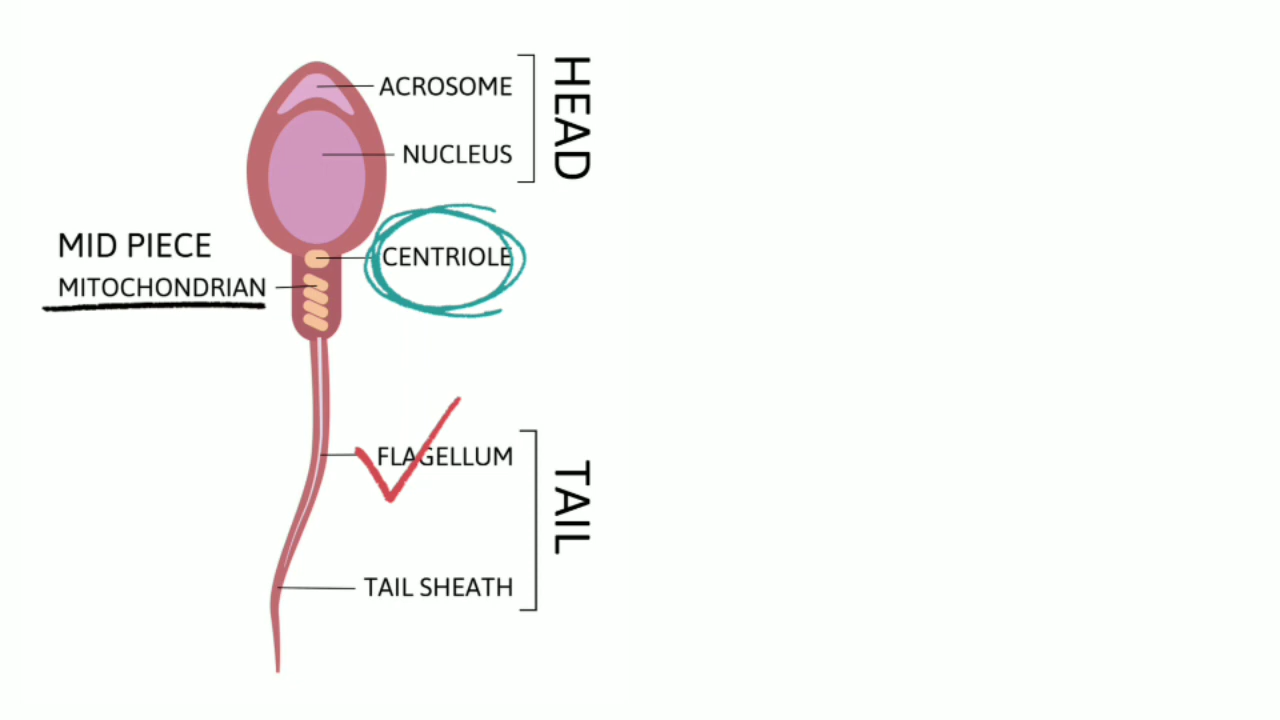 ACROSOME
HEAD
NUCLEUS
MID PIECE
CENTRIOLE
MITOCHONDRIAN
FLAGELLUM
TAIL
TAIL SHEATH